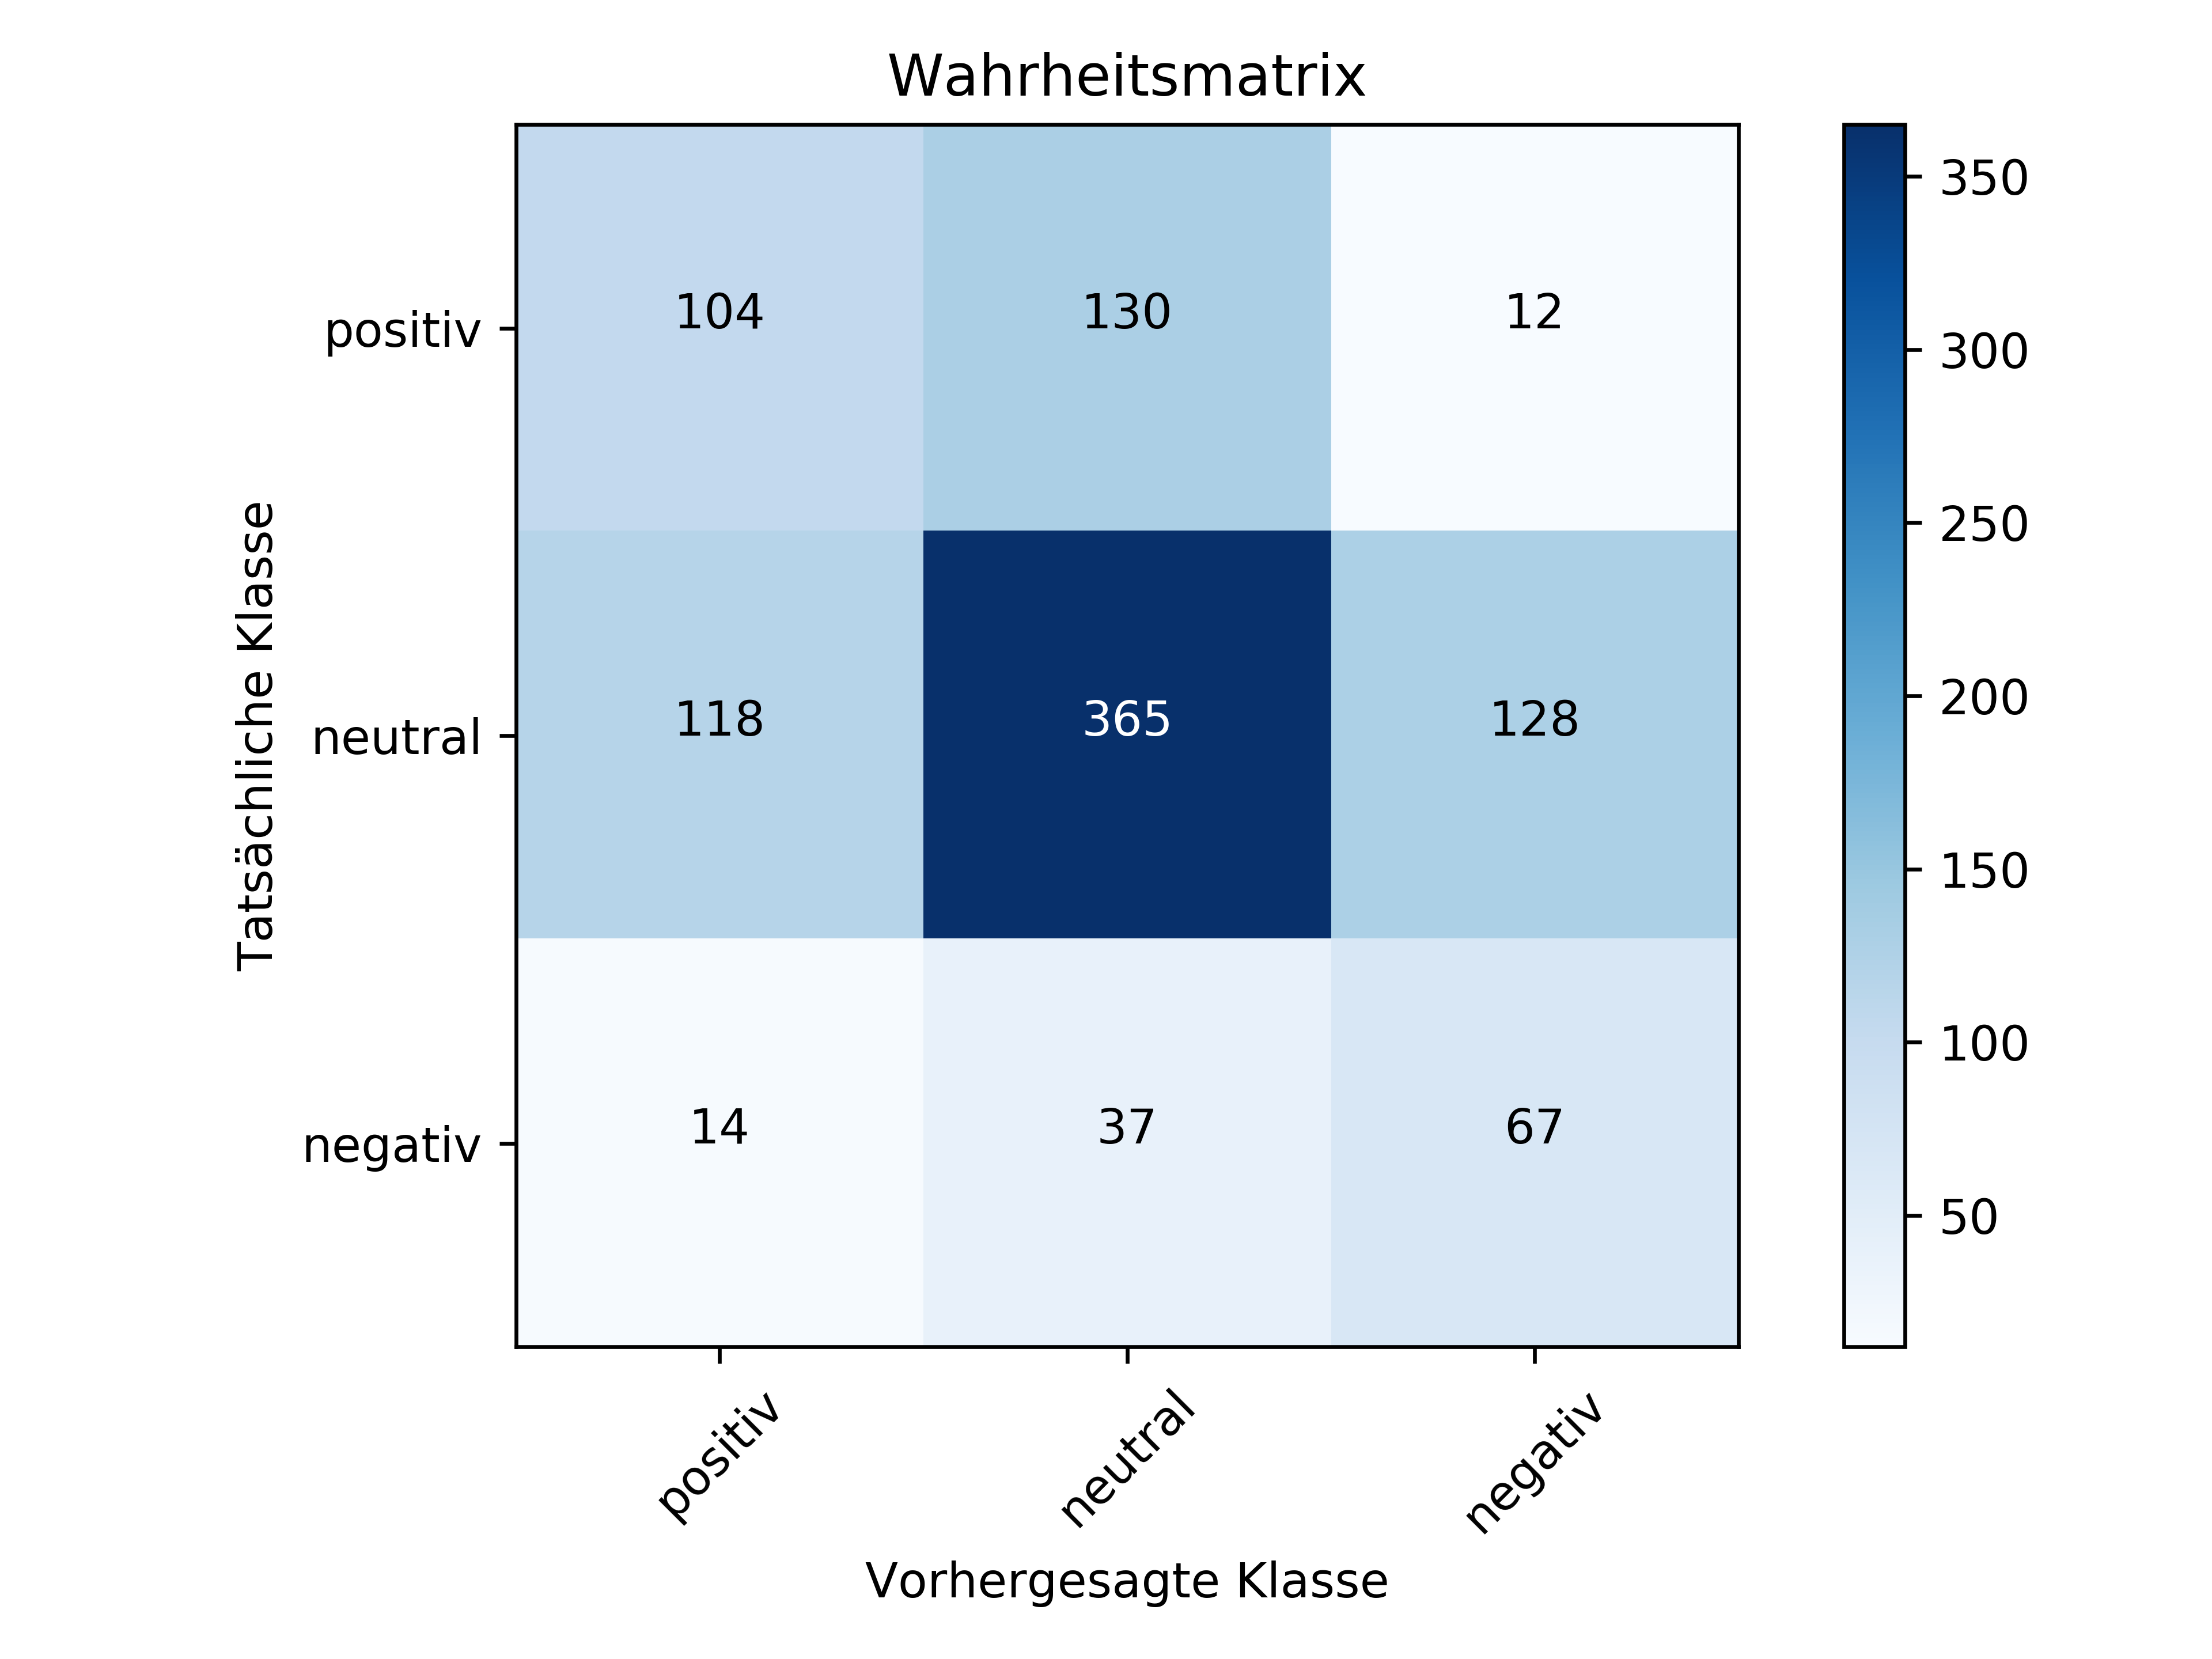 Wahrheitsmatrix
Tatsächliche Klasse
positiv
104
130
12
neutral
118
365
128
negativ
14
37
67
positiv
neutral
negativ
Vorhergesagte Klasse
350
300
250
200
150
100
50